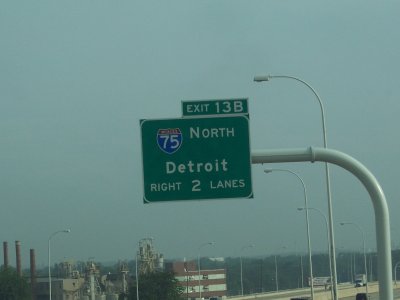 EXIT 13B
75 NORTH
Detroit
RIGHT 2 LANES